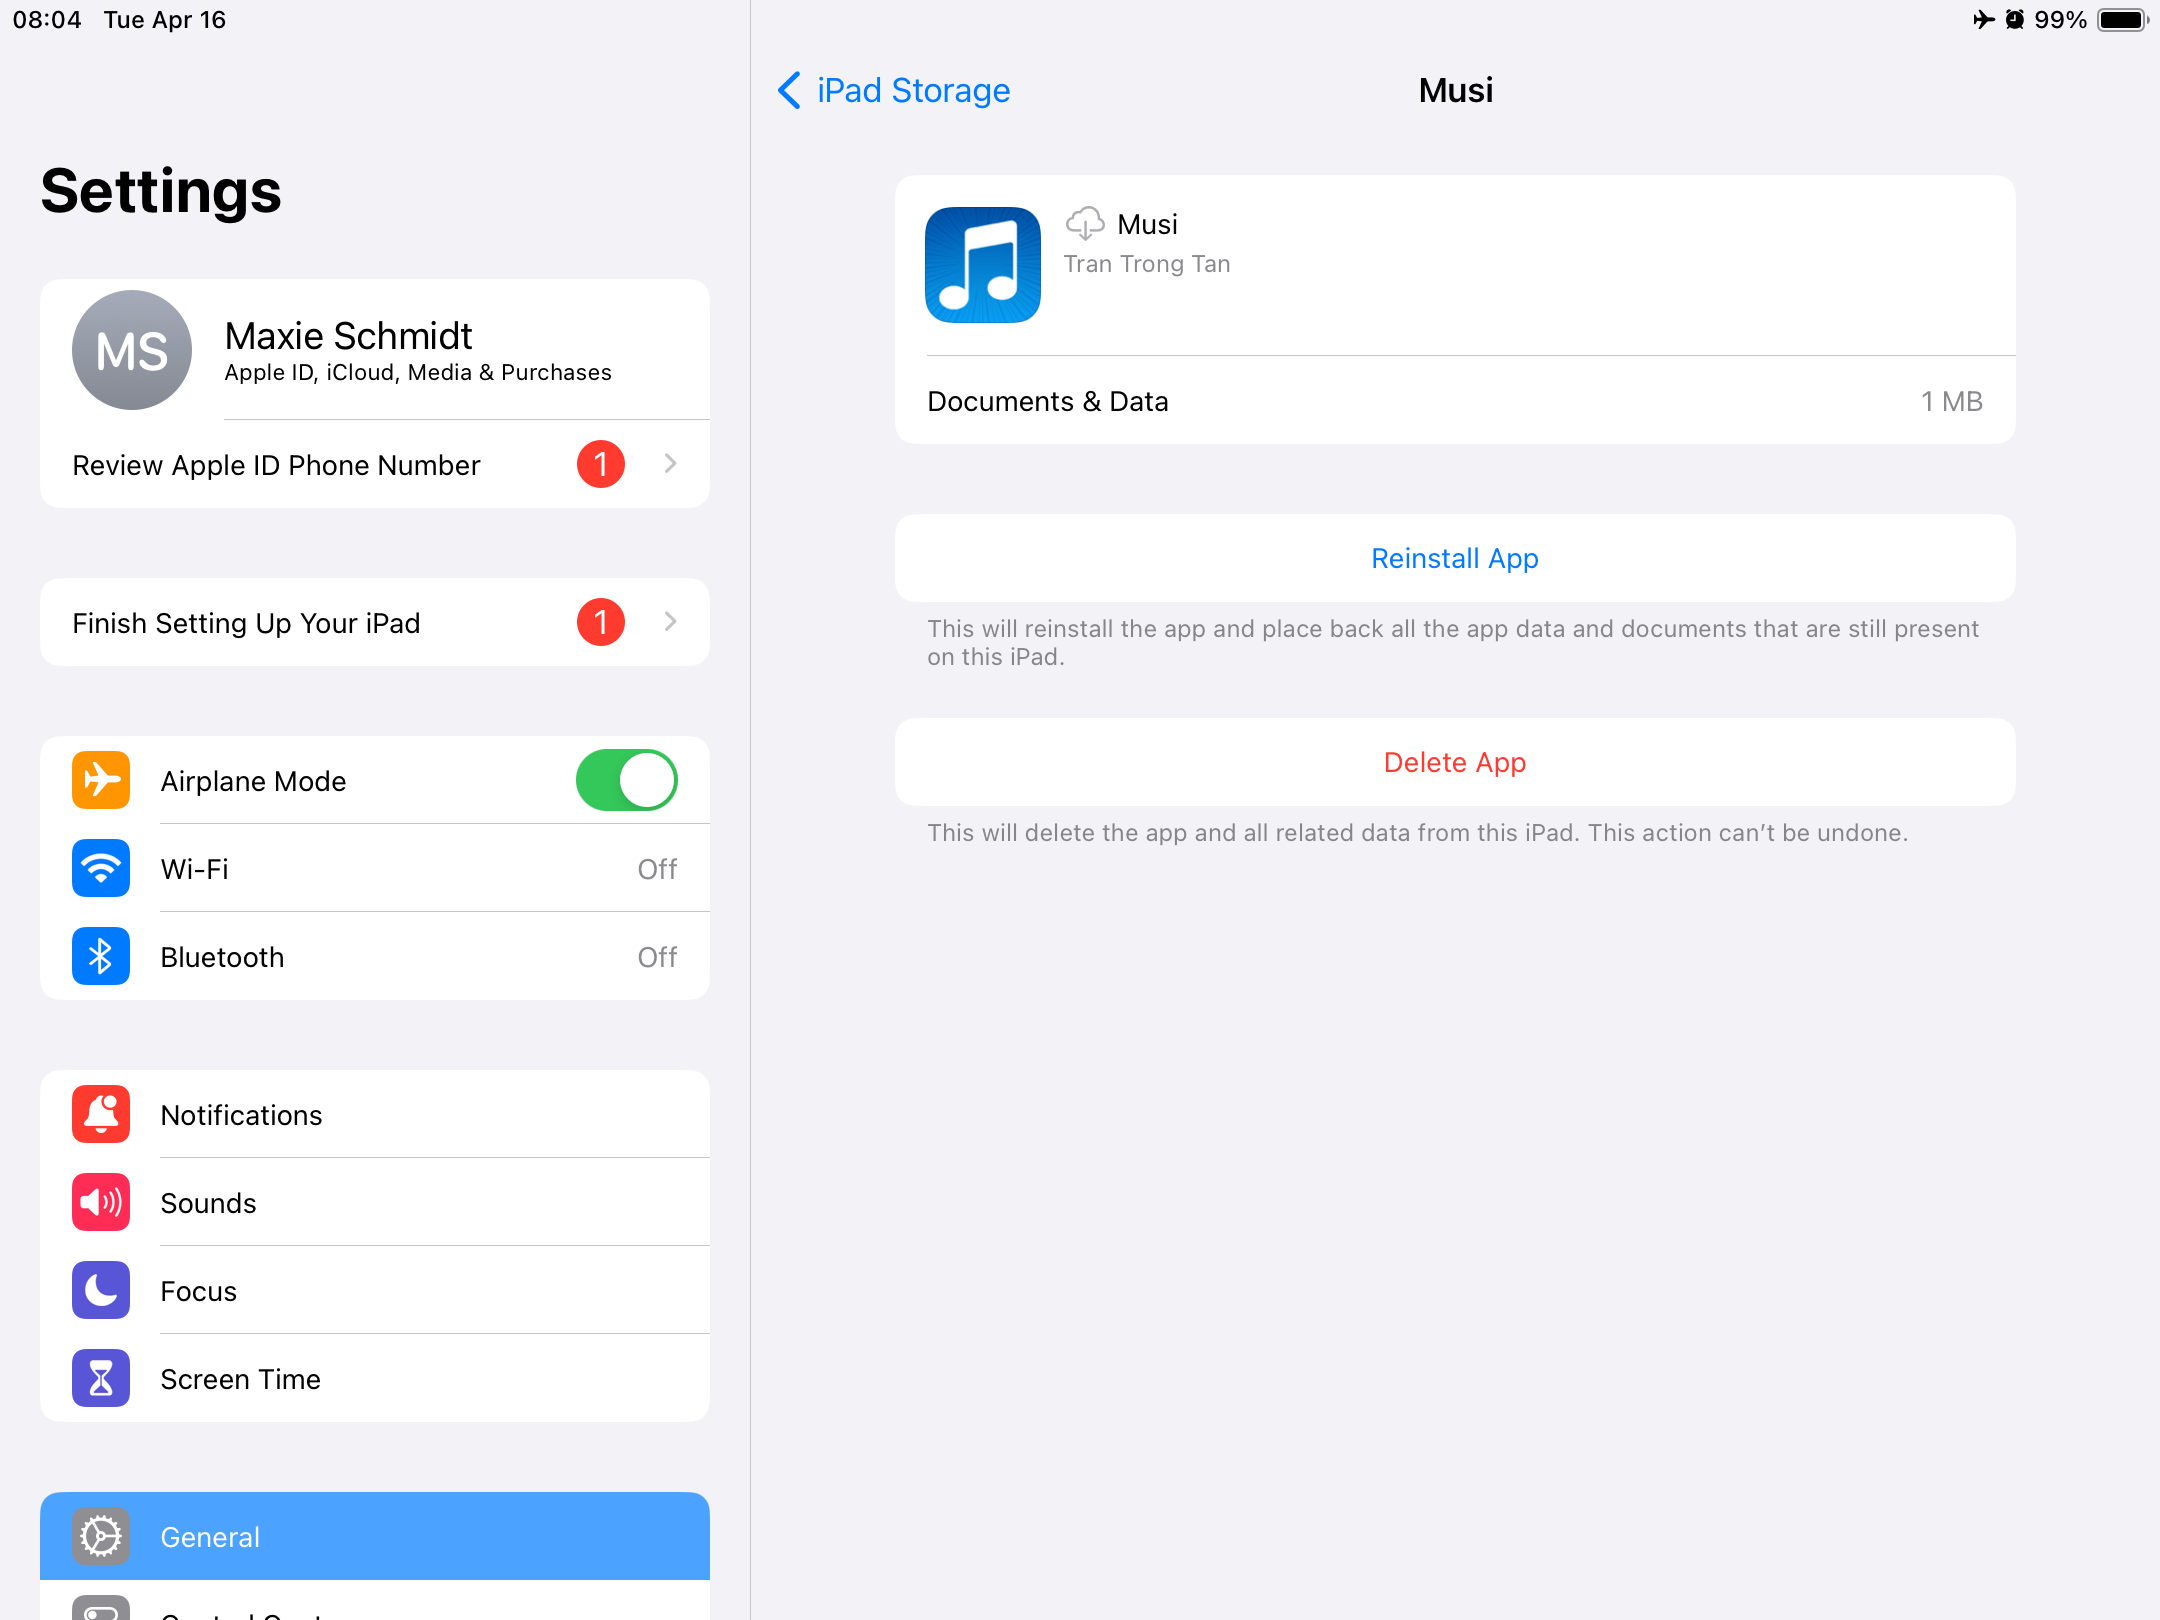 08:04 Tue Apr 16
99%
Settings
MS
Maxie Schmidt
Apple ID, iCloud, Media & Purchases
Review Apple ID Phone Number 1
Finish Setting Up Your iPad 1
Airplane Mode
Wi-Fi Off
Bluetooth Off
Notifications
Sounds
Focus
Screen Time
General
iPad Storage
Musi
Musi
Tran Trong Tan
Documents & Data 1 MB
Reinstall App
This will reinstall the app and place back all the app data and documents that are still present
on this iPad.
Delete App
This will delete the app and all related data from this iPad. This action can’t be undone.